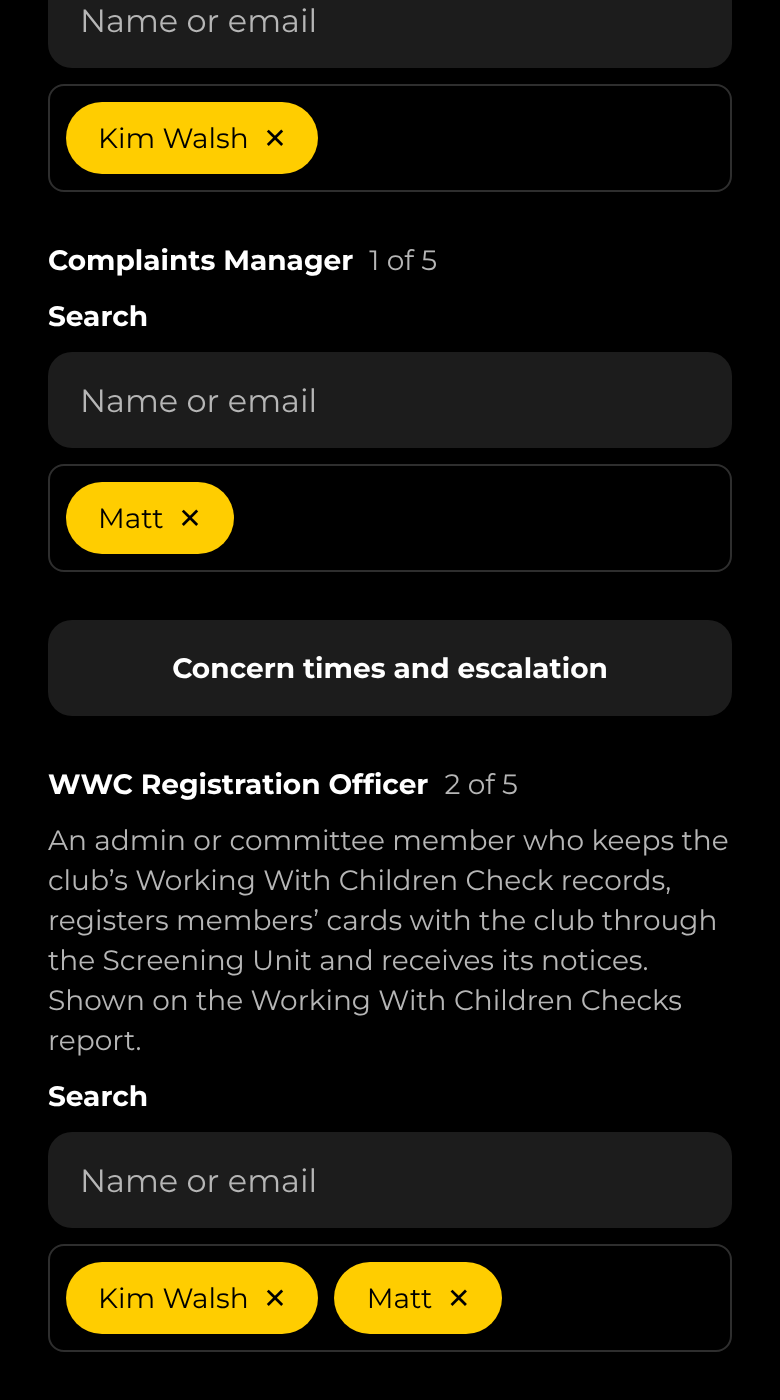 Name or email
Kim Walsh ×
Complaints Manager 1 of 5
Search
Name or email
Matt ×
Concern times and escalation
WWC Registration Officer 2 of 5
An admin or committee member who keeps the
club’s Working With Children Check records,
registers members’ cards with the club through
the Screening Unit and receives its notices.
Shown on the Working With Children Checks
report.
Search
Name or email
Kim Walsh × Matt ×